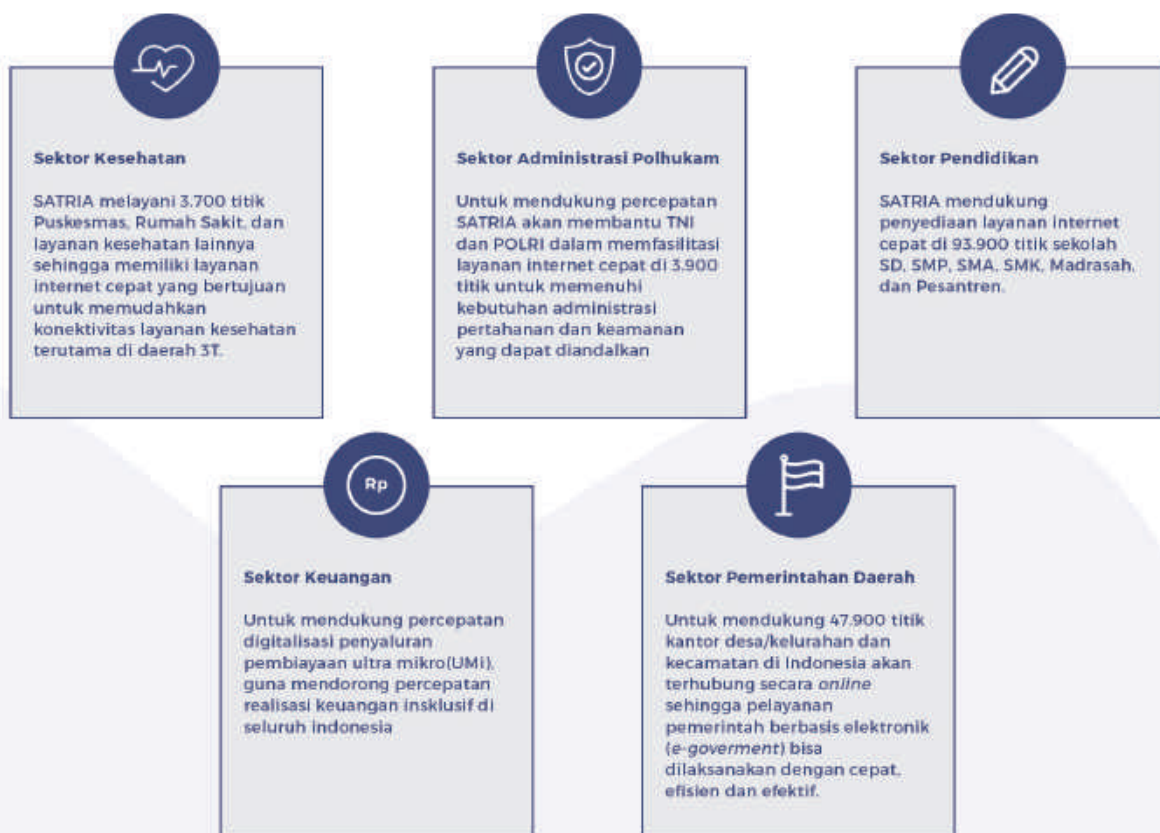 Sektor Kesehatan
SATRIA melayani 3.700 titik
Puskesmas, Rumah Sakit, dan
layanan kesehatan lainnya
sehingga memiliki layanan
internet cepat yang bertujuan
untuk memudahkan
konektivitas layanan kesehatan
terutama di daerah 3T.
Sektor Administrasi Polhukam
Untuk mendukung percepatan
SATRIA akan membantu TNI
dan POLRI dalam memfasilitasi
layanan internet cepat di 3.900
titik untuk memenuhi
kebutuhan administrasi
pertahanan dan keamanan
yang dapat diandalkan
Sektor Pendidikan
SATRIA mendukung
penyediaan layanan internet
cepat di 93.900 titik sekolah
SD, SMP, SMA, SMK, Madrasah,
dan Pesantren.
Rp
Sektor Keuangan
Untuk mendukung percepatan
digitalisasi penyaluran
pembiayaan ultra mikro(UMi),
guna mendorong percepatan
realisasi keuangan insklusif di
seluruh indonesia
Sektor Pemerintahan Daerah
Untuk mendukung 47.900 titik
kantor desa/kelurahan dan
kecamatan di Indonesia akan
terhubung secara online
sehingga pelayanan
pemerintah berbasis elektronik
(e-goverment) bisa
dilaksanakan dengan cepat,
efisien dan efektif.